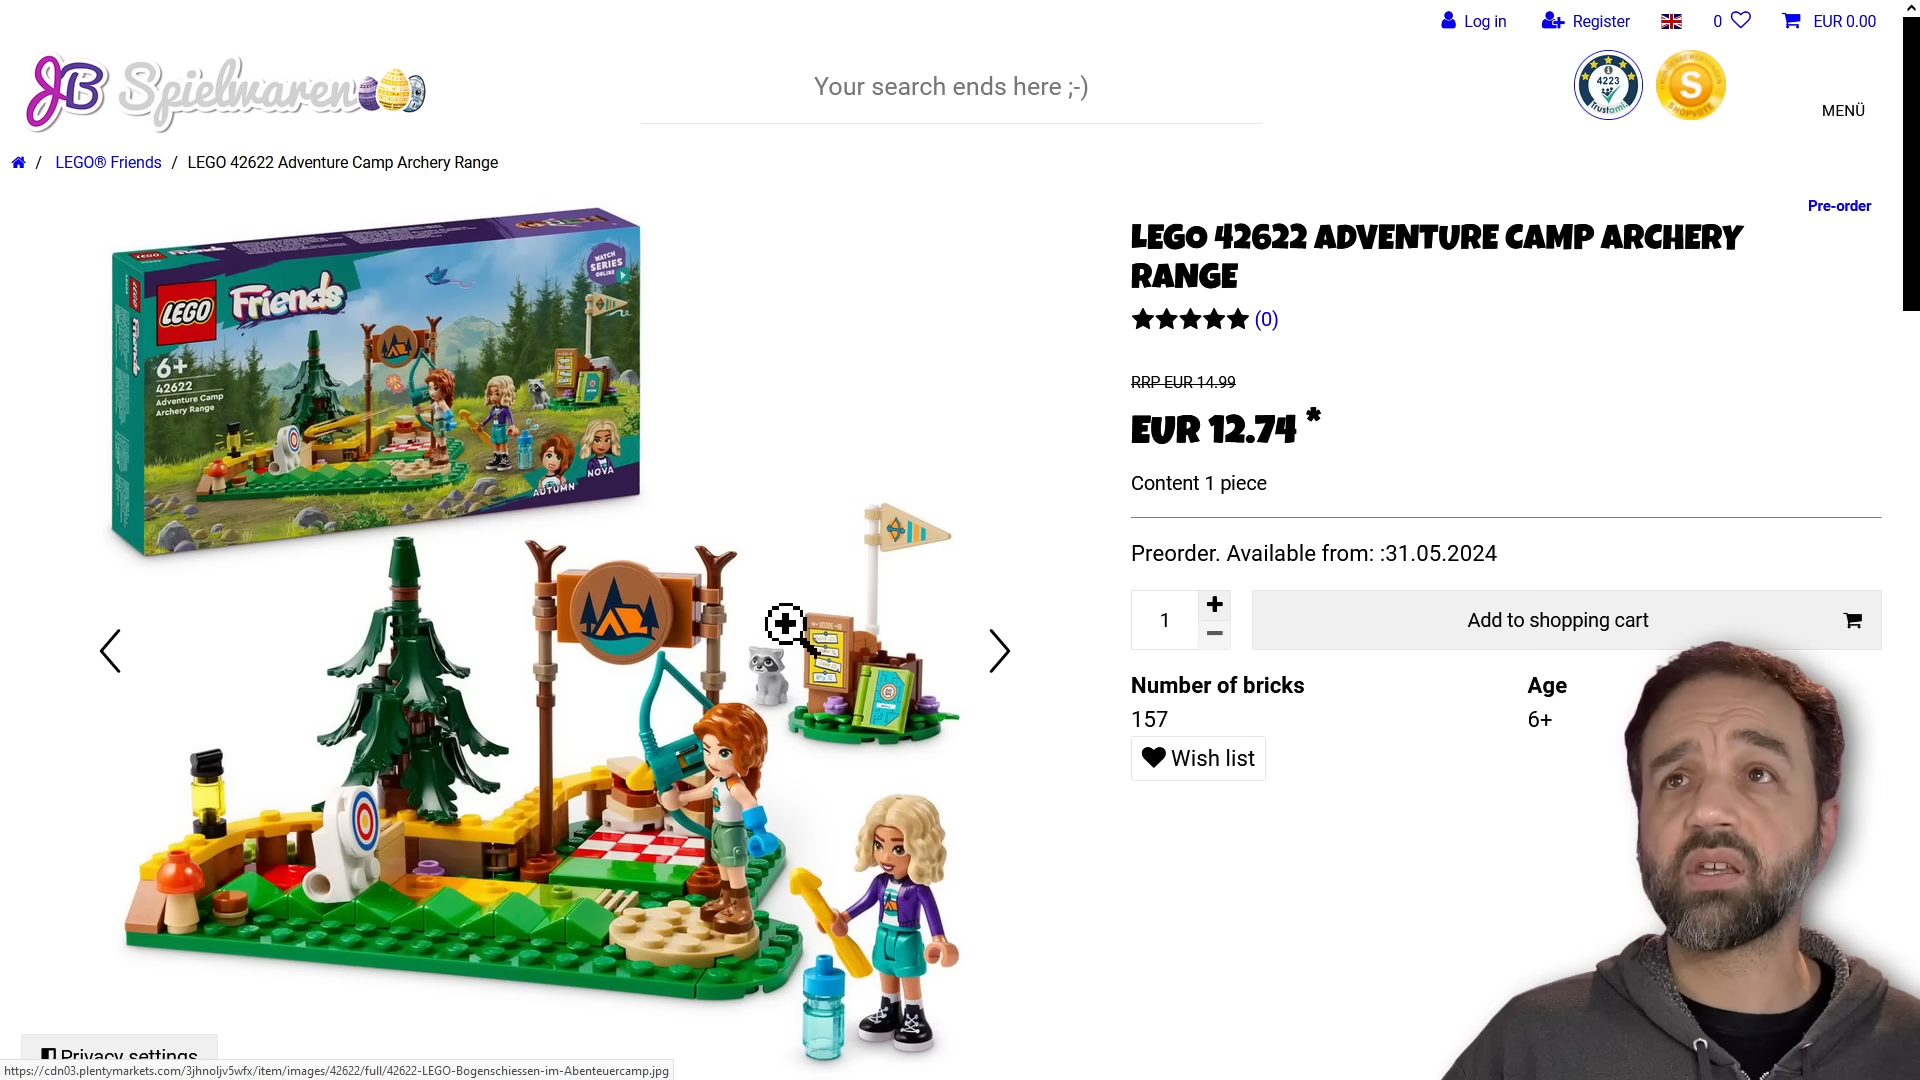 Log in
Register
0
EUR 0.00
JB Spielwaren
Your search ends here ;-)
4223
Trustami
S
SHOPVOTE
MENÜ
/ LEGO® Friends / LEGO 42622 Adventure Camp Archery Range
Pre-order
LEGO 42622 ADVENTURE CAMP ARCHERY
RANGE
(0)
RRP EUR 14.99
EUR 12.74 *
Content 1 piece
Preorder. Available from: :31.05.2024
1
Add to shopping cart
Number of bricks
157
Age
6+
Wish list
LEGO
Friends
WATCH
SERIES
ONLINE
6+
42622
Adventure Camp
Archery Range
AUTUMN
NOVA
Privacy settings
https://cdn03.plentymarkets.com/3jhnoljv5wfx/item/images/42622/full/42622-LEGO-Bogenschiessen-im-Abenteuercamp.jpg